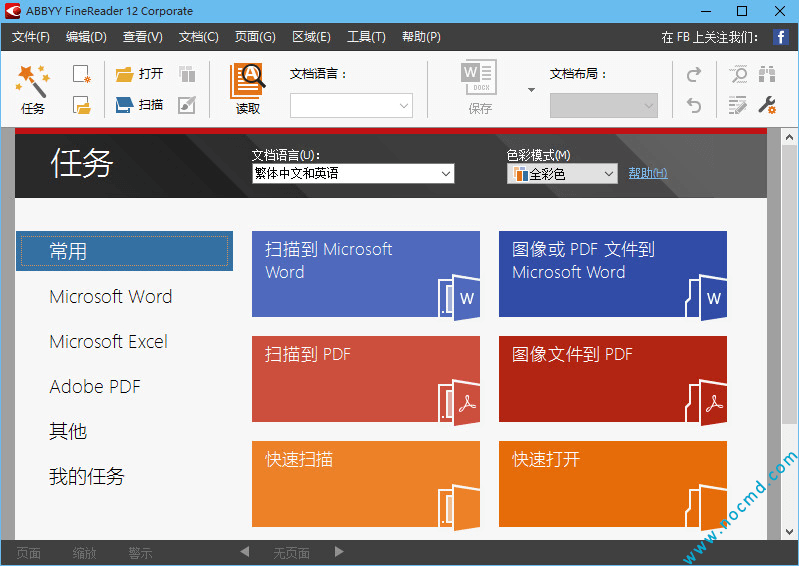 ABBYY FineReader 12 Corporate
文件(F) 编辑(D) 查看(V) 文档(C) 页面(G) 区域(E) 工具(T) 帮助(P) 在 FB 上关注我们: f
任务 打开 扫描 读取 文档语言： 保存 文档布局：
W
DOCX
A
任务
文档语言(U)：
繁体中文和英语
色彩模式(M)
全彩色
帮助(H)
常用
Microsoft Word
Microsoft Excel
Adobe PDF
其他
我的任务
扫描到 Microsoft
Word
W
图像或 PDF 文件到
Microsoft Word
W
扫描到 PDF
图像文件到 PDF
快速扫描
快速打开
页面 缩放 警示 无页面
www.nocmd.com